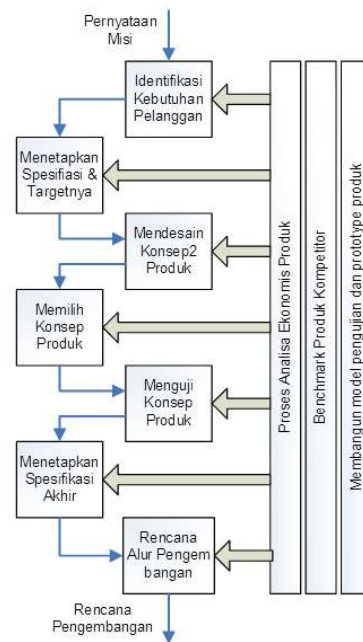 Pernyataan
Misi
Identifikasi
Kebutuhan
Pelanggan
Menetapkan
Spesifiasi &
Targetnya
Mendesain
Konsep2
Produk
Memilih
Konsep
Produk
Menguji
Konsep
Produk
Menetapkan
Spesifikasi
Akhir
Rencana
Alur Pengem
bangan
Rencana
Pengembangan
Proses Analisa Ekonomis Produk
Benchmark Produk Kompetitor
Membangun model pengujian dan prototype produk